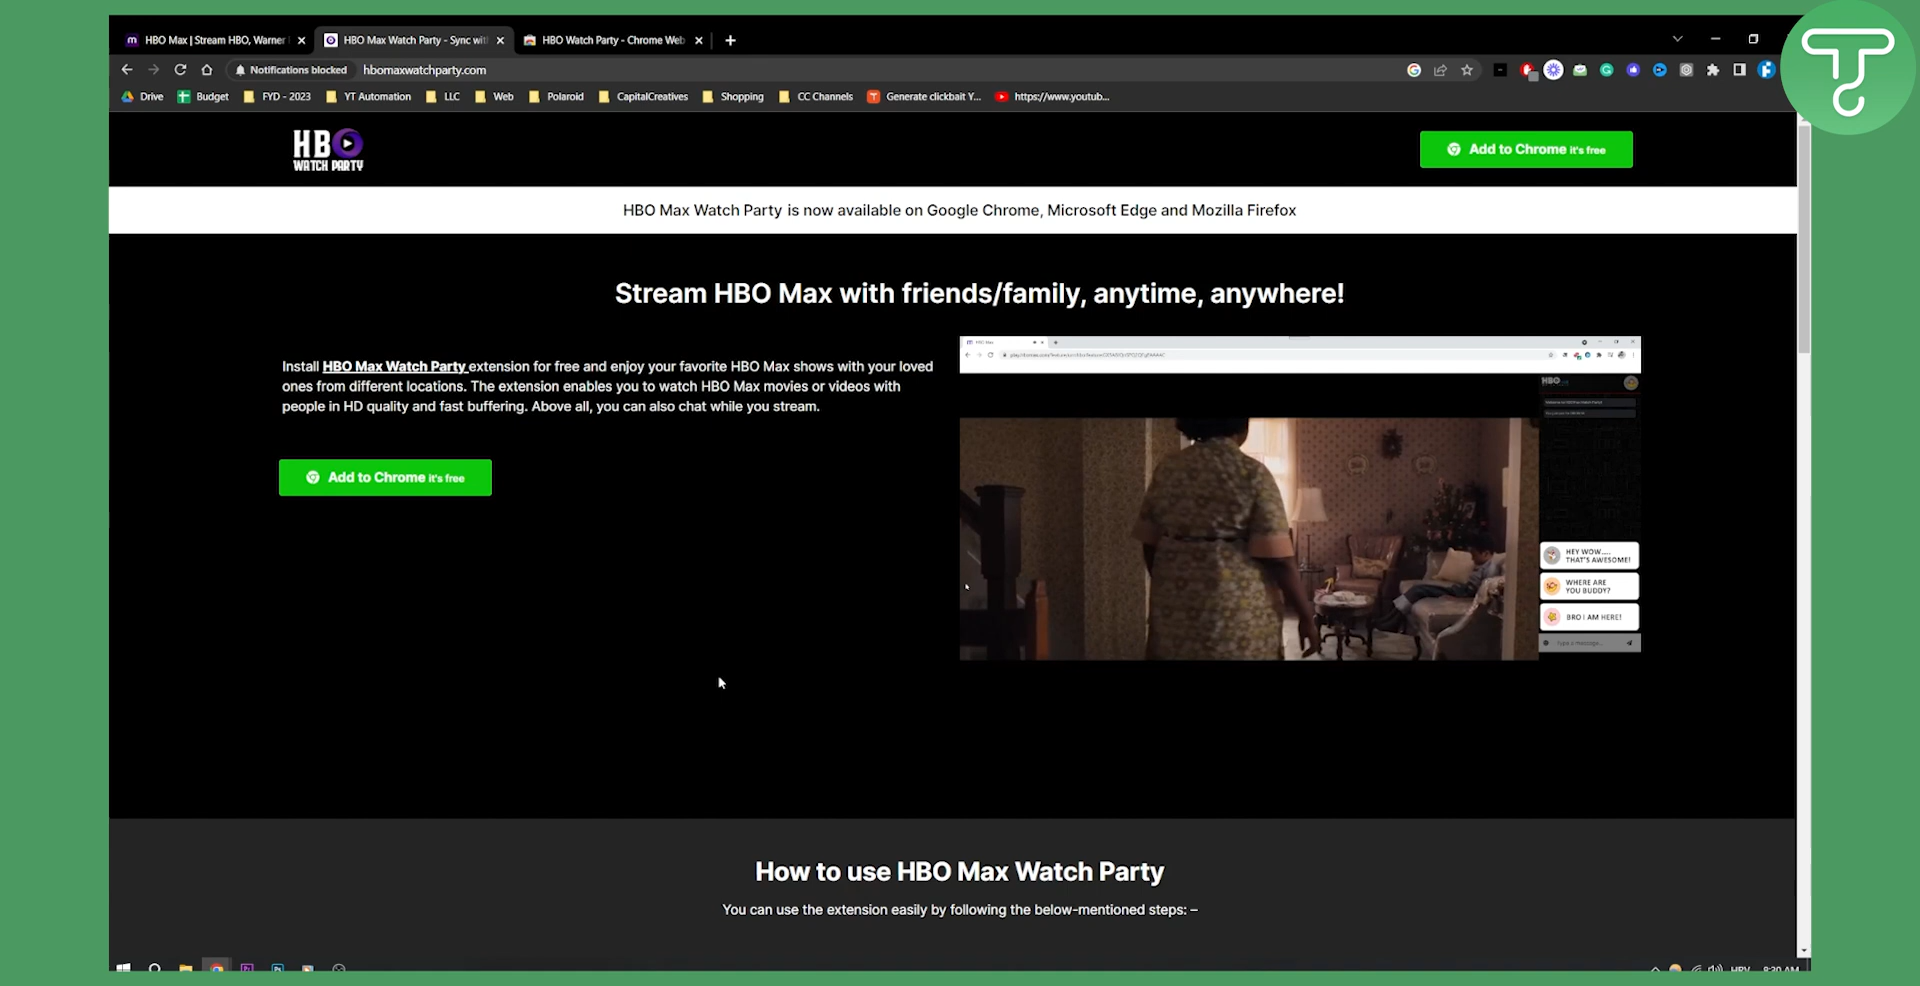 HBO Max | Stream HBO, Warner
HBO Max Watch Party - Sync with
HBO Watch Party - Chrome Web
Notifications blocked
hbomaxwatchparty.com
Drive
Budget
FYD - 2023
YT Automation
LLC
Web
Polaroid
CapitalCreatives
Shopping
CC Channels
Generate clickbait Y...
https://www.youtub...
HBO
WATCH PARTY
Add to Chrome it's free
HBO Max Watch Party is now available on Google Chrome, Microsoft Edge and Mozilla Firefox
Stream HBO Max with friends/family, anytime, anywhere!
Install HBO Max Watch Party extension for free and enjoy your favorite HBO Max shows with your loved
ones from different locations. The extension enables you to watch HBO Max movies or videos with
people in HD quality and fast buffering. Above all, you can also chat while you stream.
Add to Chrome it's free
HBO
HEY WOW....
THAT'S AWESOME!
WHERE ARE
YOU BUDDY?
BRO I AM HERE!
Type a message...
How to use HBO Max Watch Party
You can use the extension easily by following the below-mentioned steps: –
HRV
8:30 AM